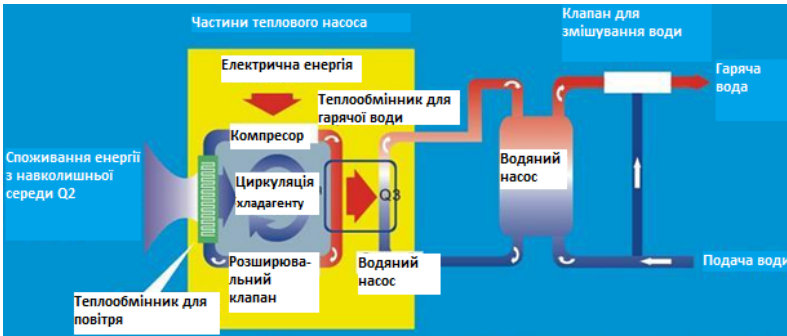 Частини теплового насоса
Клапан для
змішування води
Електрична енергія
Гаряча
вода
Теплообмінник для
гарячої води
Компресор
Споживання енергії
з навколишньої
середи Q2
Водяний
насос
Циркуляція
хладагенту
Q3
Розширюва-
льний
клапан
Водяний
насос
Подача води
Теплообмінник для
повітря